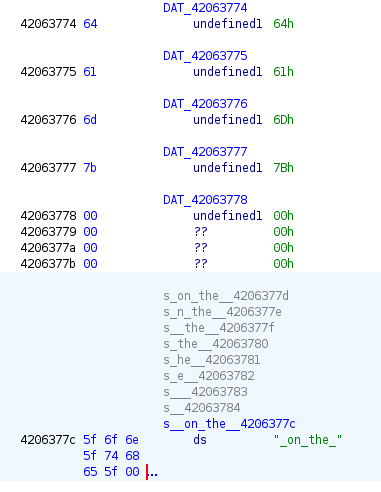 DAT_42063774
42063774 64 undefined1 64h
DAT_42063775
42063775 61 undefined1 61h
DAT_42063776
42063776 6d undefined1 6Dh
DAT_42063777
42063777 7b undefined1 7Bh
DAT_42063778
42063778 00 undefined1 00h
42063779 00 ?? 00h
4206377a 00 ?? 00h
4206377b 00 ?? 00h
s_on_the__4206377d
s_n_the__4206377e
s__the__4206377f
s_the__42063780
s_he__42063781
s_e__42063782
s___42063783
s__42063784
s__on_the__4206377c
4206377c 5f 6f 6e ds "_on_the_"
5f 74 68
65 5f 00 ...